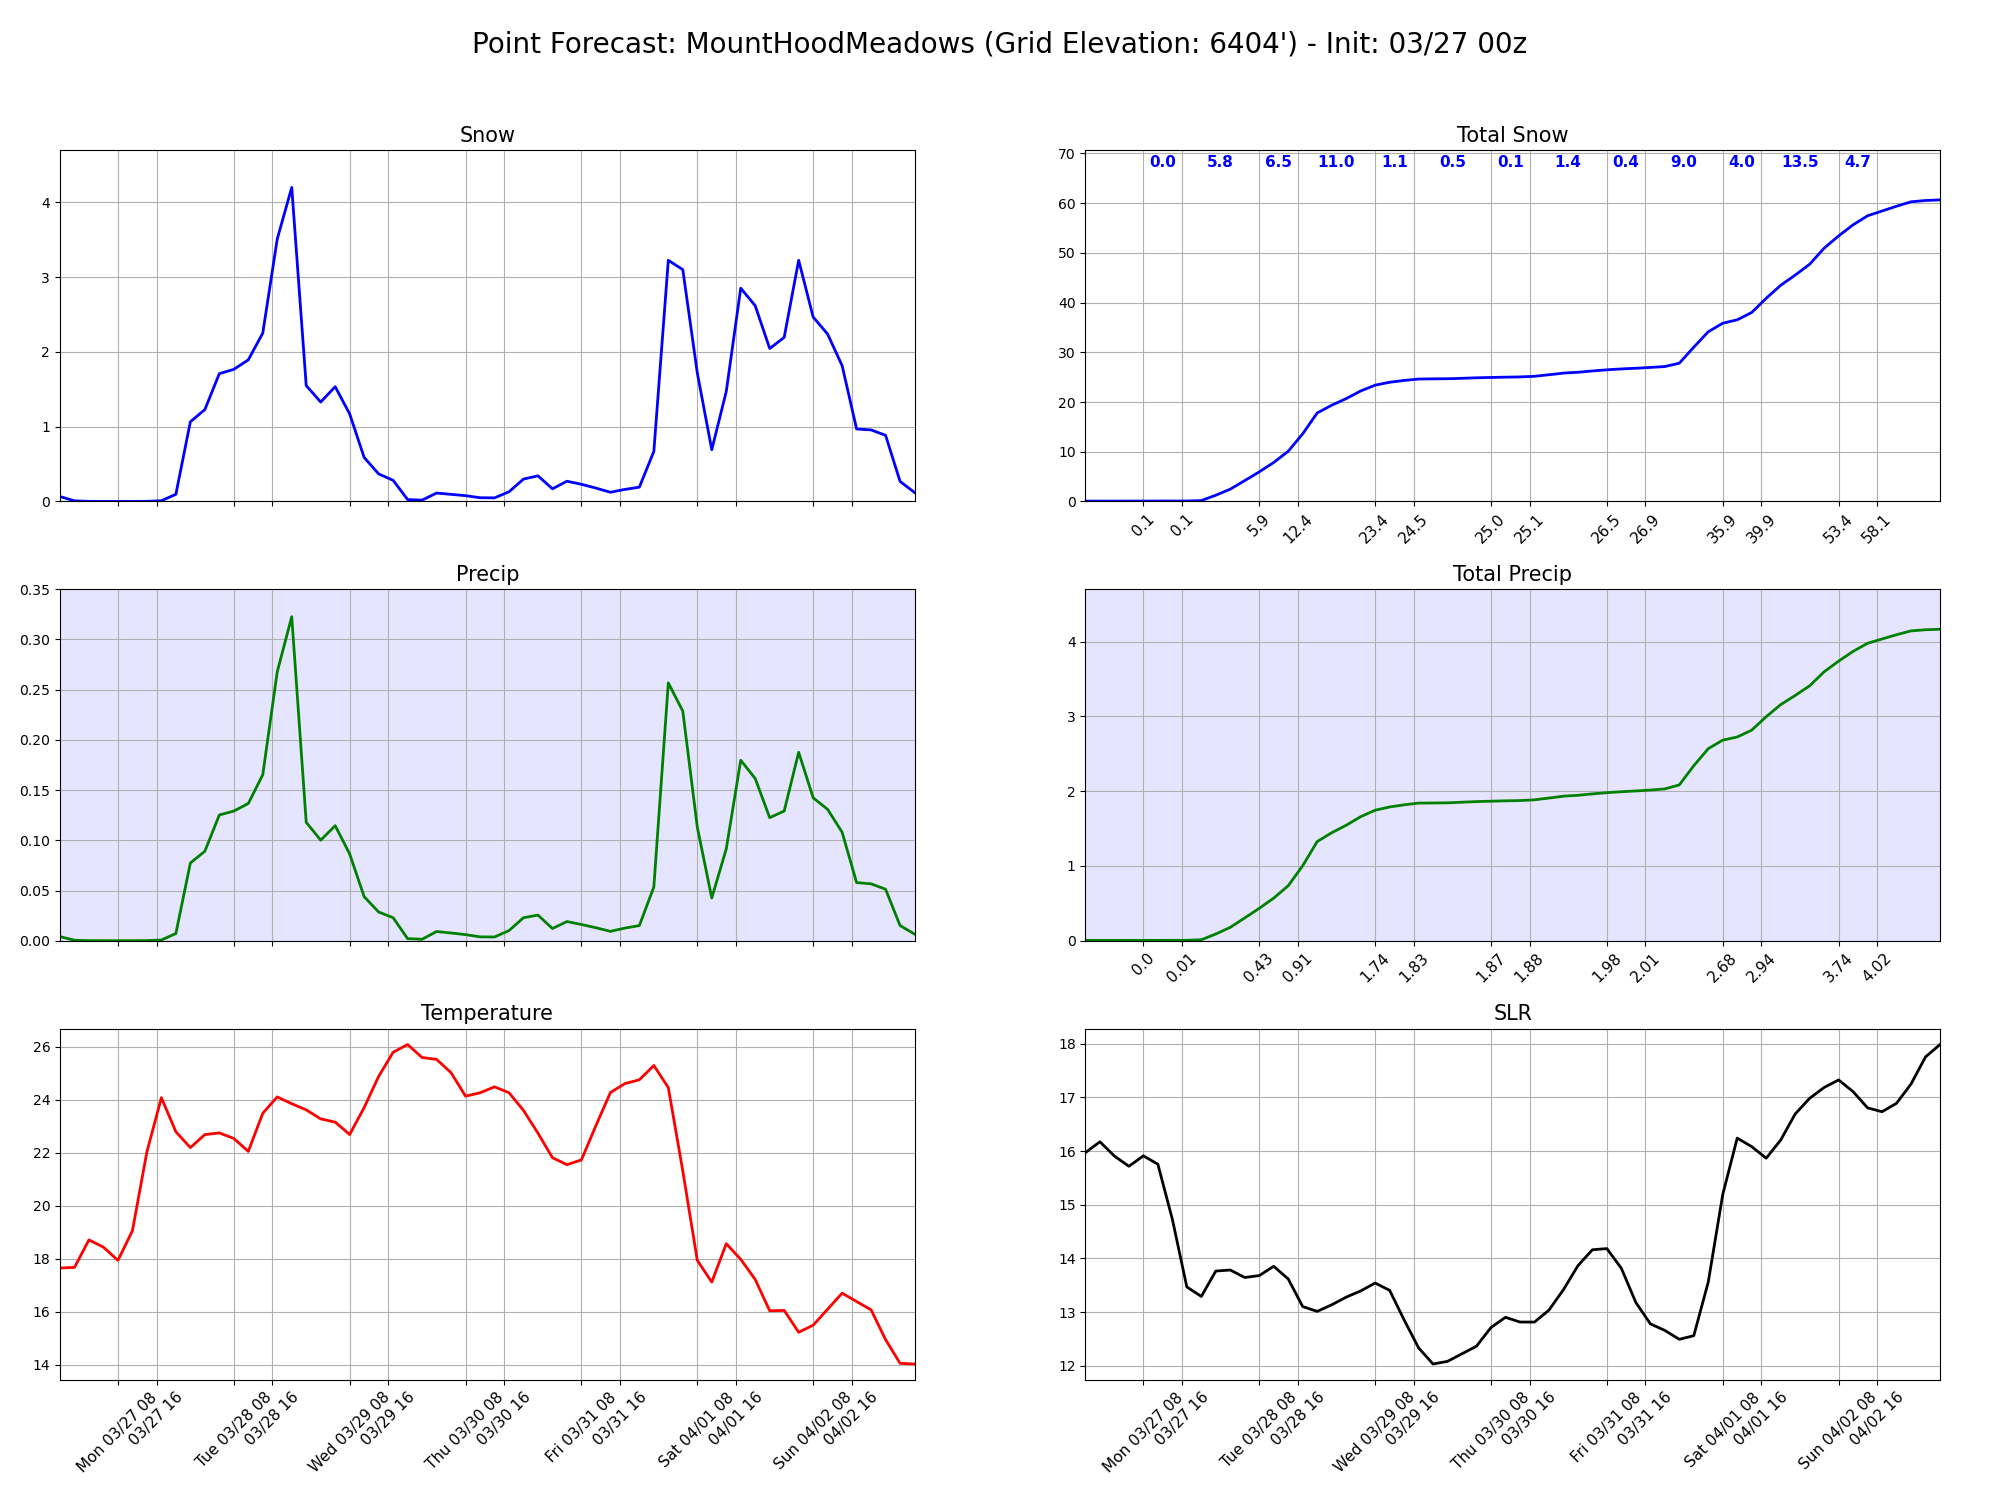 Point Forecast: MountHoodMeadows (Grid Elevation: 6404') - Init: 03/27 00z
Snow
4
3
2
1
0
Total Snow
70
60
50
40
30
20
10
0
0.0 5.8 6.5 11.0 1.1 0.5 0.1 1.4 0.4 9.0 4.0 13.5 4.7
0.1 0.1 5.9 12.4 23.4 24.5 25.0 25.1 26.5 26.9 35.9 39.9 53.4 58.1
Precip
0.35
0.30
0.25
0.20
0.15
0.10
0.05
0.00
Total Precip
4
3
2
1
0
0.0 0.01 0.43 0.91 1.74 1.83 1.87 1.88 1.98 2.01 2.68 2.94 3.74 4.02
Temperature
26
24
22
20
18
16
14
Mon 03/27 08
03/27 16
Tue 03/28 08
03/28 16
Wed 03/29 08
03/29 16
Thu 03/30 08
03/30 16
Fri 03/31 08
03/31 16
Sat 04/01 08
04/01 16
Sun 04/02 08
04/02 16
SLR
18
17
16
15
14
13
12
Mon 03/27 08
03/27 16
Tue 03/28 08
03/28 16
Wed 03/29 08
03/29 16
Thu 03/30 08
03/30 16
Fri 03/31 08
03/31 16
Sat 04/01 08
04/01 16
Sun 04/02 08
04/02 16